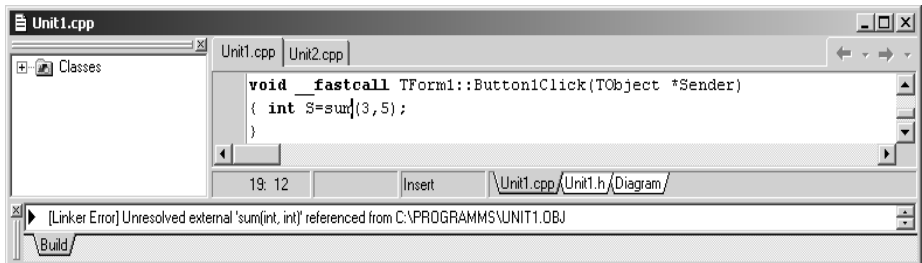 Unit1.cpp
Classes
Unit1.cpp Unit2.cpp
void __fastcall TForm1::Button1Click(TObject *Sender)
{ int S=sum(3,5);
}
19: 12 Insert Unit1.cpp Unit1.h Diagram
[Linker Error] Unresolved external 'sum(int, int)' referenced from C:\PROGRAMMS\UNIT1.OBJ
Build